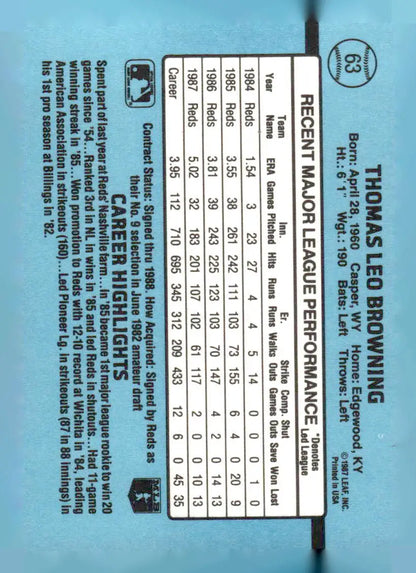 63
THOMAS LEO BROWNING
Born: April 28, 1960 Casper, WY Home: Edgewood, KY
Ht.: 6'1" Wgt.: 190 Bats: Left Throws: Left
©1987 LEAF, INC.
Printed in USA
RECENT MAJOR LEAGUE PERFORMANCE *Denotes Led League
Team Inn. Er. Strike Comp. Shut
Year Name ERA Games Pitched Hits Runs Runs Walks Outs Games Outs Save Won Lost
1984 Reds 1.54 3 23 27 4 4 5 14 0 0 0 1 0
1985 Reds 3.55 38 261 242 111 103 73 155 6 4 0 20 9
1986 Reds 3.81 39 243 225 123 103 70 147 4 2 0 14 13
1987 Reds 5.02 32 183 201 107 102 61 117 2 0 0 10 13
Career 3.95 112 710 695 345 312 209 433 12 6 0 45 35
Contract Status: Signed thru 1988. How Acquired: Signed by Reds as
their No. 9 selection in June 1982 amateur draft
CAREER HIGHLIGHTS
Spent part of last year at Reds' Nashville farm...In '85 became 1st major league rookie to win 20
games since '54...Ranked 3rd in NL in wins in '85 and led Reds in shutouts...Had 11-game
winning streak in '85...Won promotion to Reds with 12-10 record at Wichita in '84, leading
American Association in strikeouts (160)...Led Pioneer Lg. in strikeouts (87 in 88 innings) in
his 1st pro season at Billings in '82.